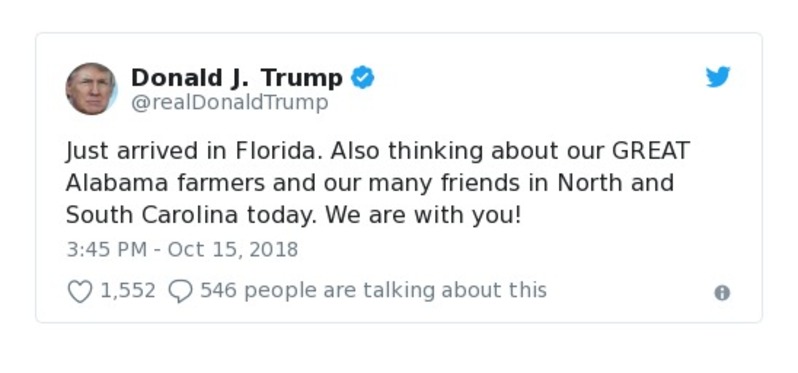 Donald J. Trump
@realDonaldTrump
Just arrived in Florida. Also thinking about our GREAT
Alabama farmers and our many friends in North and
South Carolina today. We are with you!
3:45 PM - Oct 15, 2018
1,552 546 people are talking about this